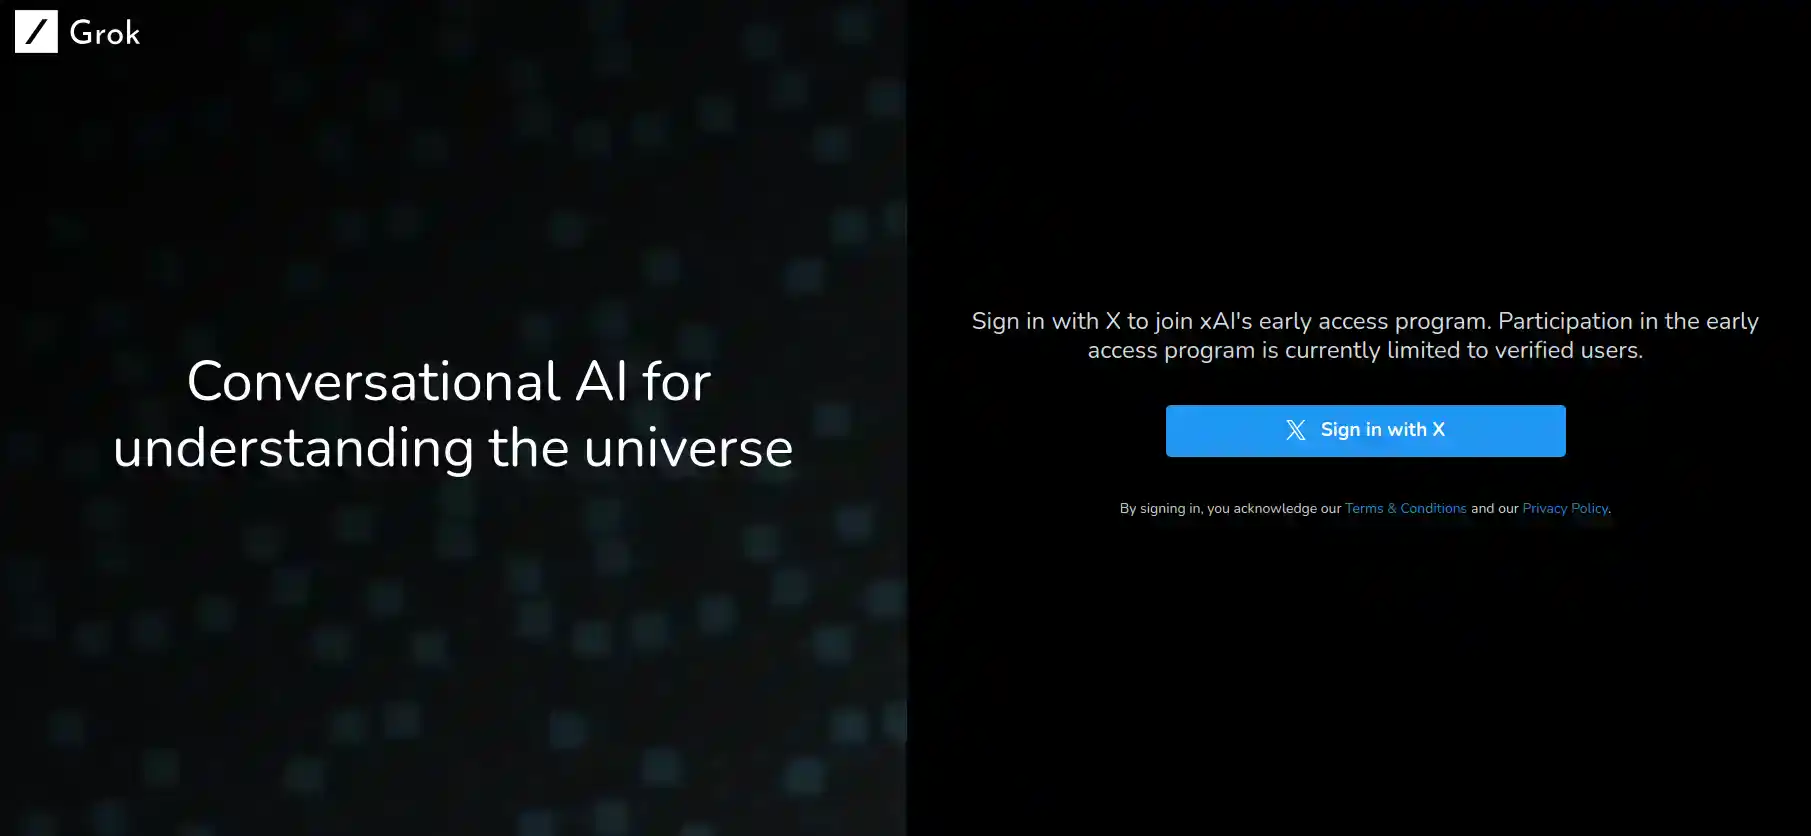 Grok
Conversational AI for
understanding the universe
Sign in with X to join xAI's early access program. Participation in the early
access program is currently limited to verified users.
Sign in with X
By signing in, you acknowledge our Terms & Conditions and our Privacy Policy.